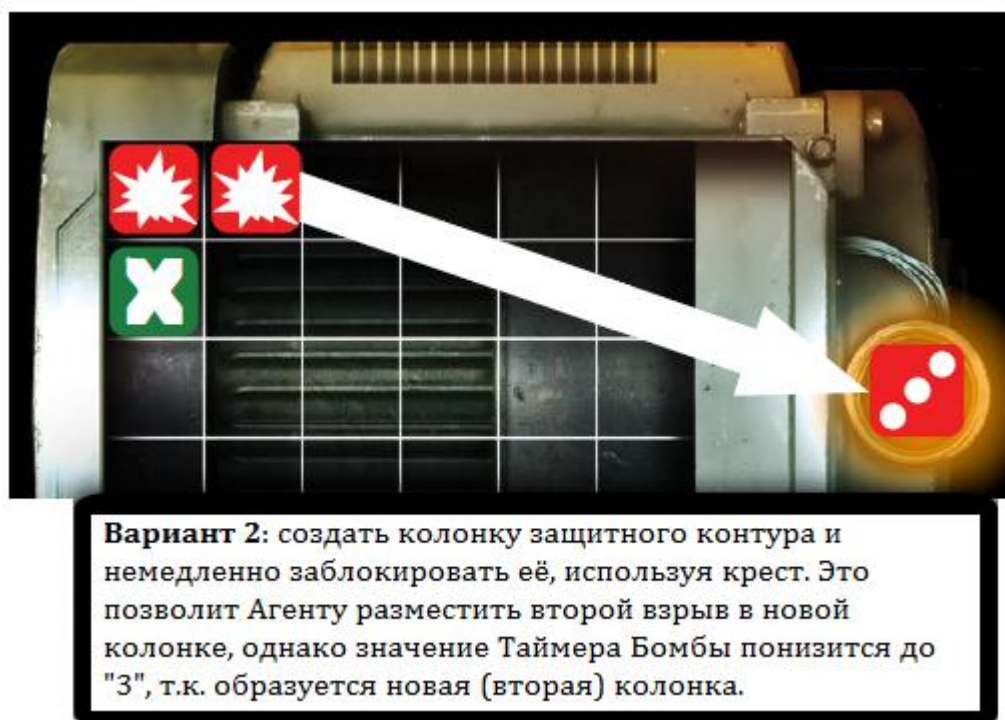 Вариант 2: создать колонку защитного контура и
немедленно заблокировать её, используя крест. Это
позволит Агенту разместить второй взрыв в новой
колонке, однако значение Таймера Бомбы понизится до
"3", т.к. образуется новая (вторая) колонка.